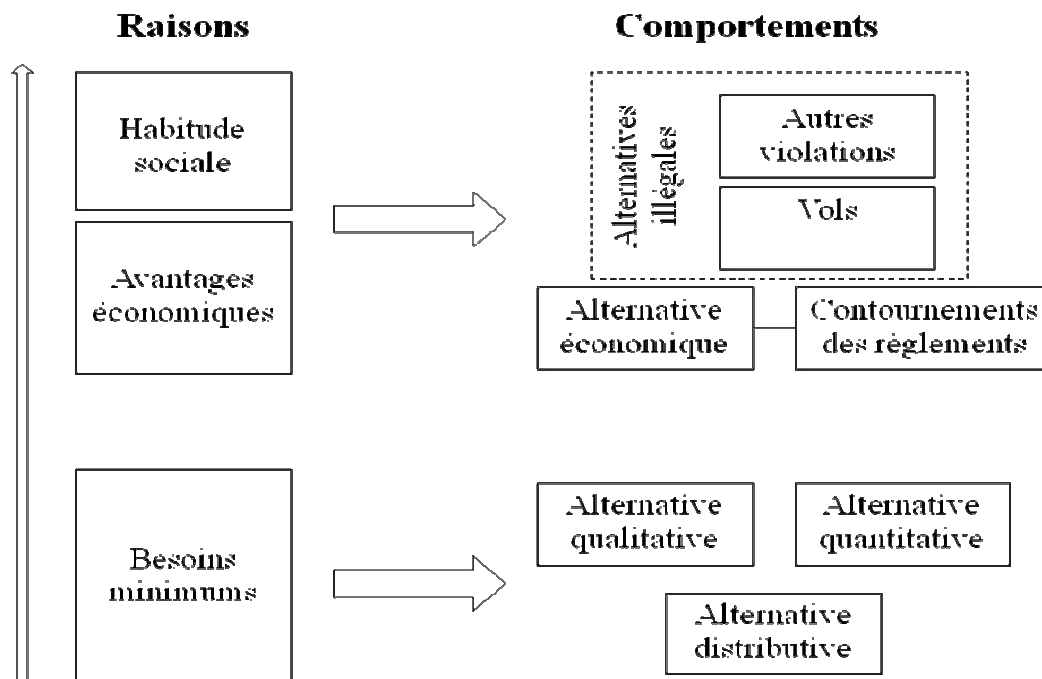 Raisons
Comportements
Habitude
sociale
Avantages
économiques
Alternatives
illégales
Autres
violations
Vols
Alternative
économique
Contournements
des règlements
Besoins
minimums
Alternative
qualitative
Alternative
quantitative
Alternative
distributive